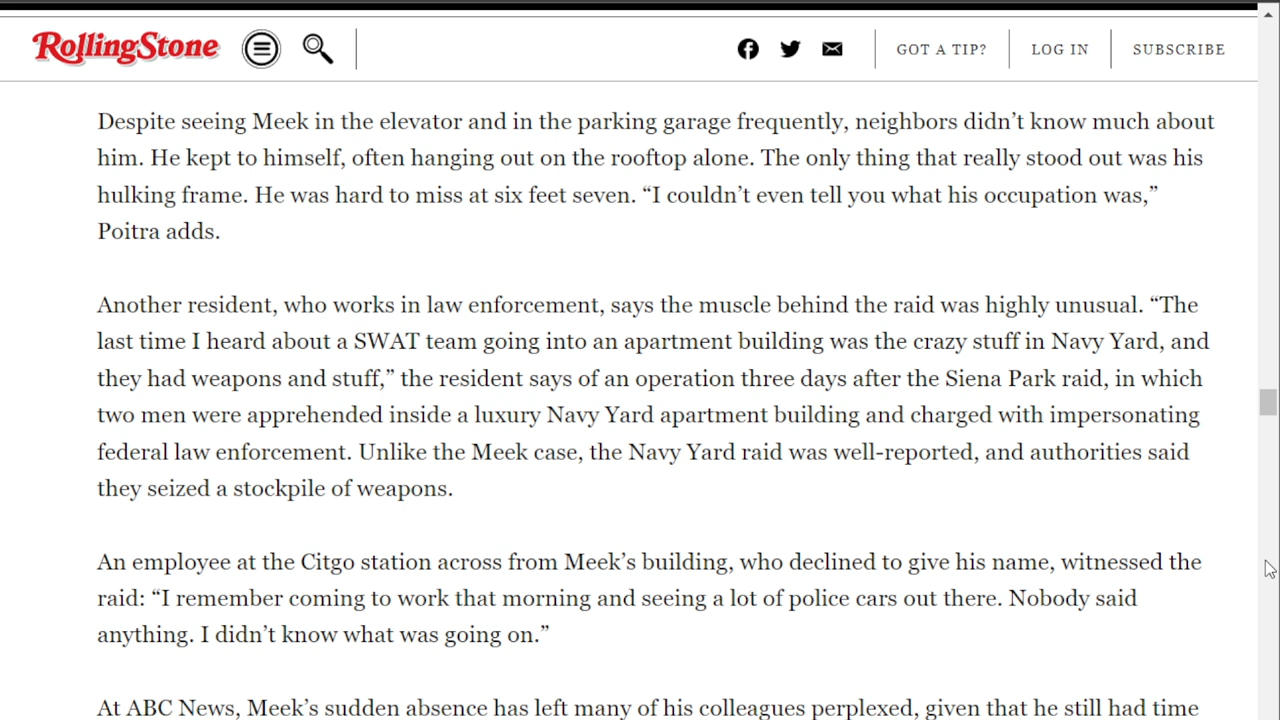 RollingStone
GOT A TIP?
LOG IN
SUBSCRIBE
Despite seeing Meek in the elevator and in the parking garage frequently, neighbors didn’t know much about
him. He kept to himself, often hanging out on the rooftop alone. The only thing that really stood out was his
hulking frame. He was hard to miss at six feet seven. “I couldn’t even tell you what his occupation was,”
Poitra adds.
Another resident, who works in law enforcement, says the muscle behind the raid was highly unusual. “The
last time I heard about a SWAT team going into an apartment building was the crazy stuff in Navy Yard, and
they had weapons and stuff,” the resident says of an operation three days after the Siena Park raid, in which
two men were apprehended inside a luxury Navy Yard apartment building and charged with impersonating
federal law enforcement. Unlike the Meek case, the Navy Yard raid was well-reported, and authorities said
they seized a stockpile of weapons.
An employee at the Citgo station across from Meek’s building, who declined to give his name, witnessed the
raid: “I remember coming to work that morning and seeing a lot of police cars out there. Nobody said
anything. I didn’t know what was going on.”
At ABC News, Meek’s sudden absence has left many of his colleagues perplexed, given that he still had time